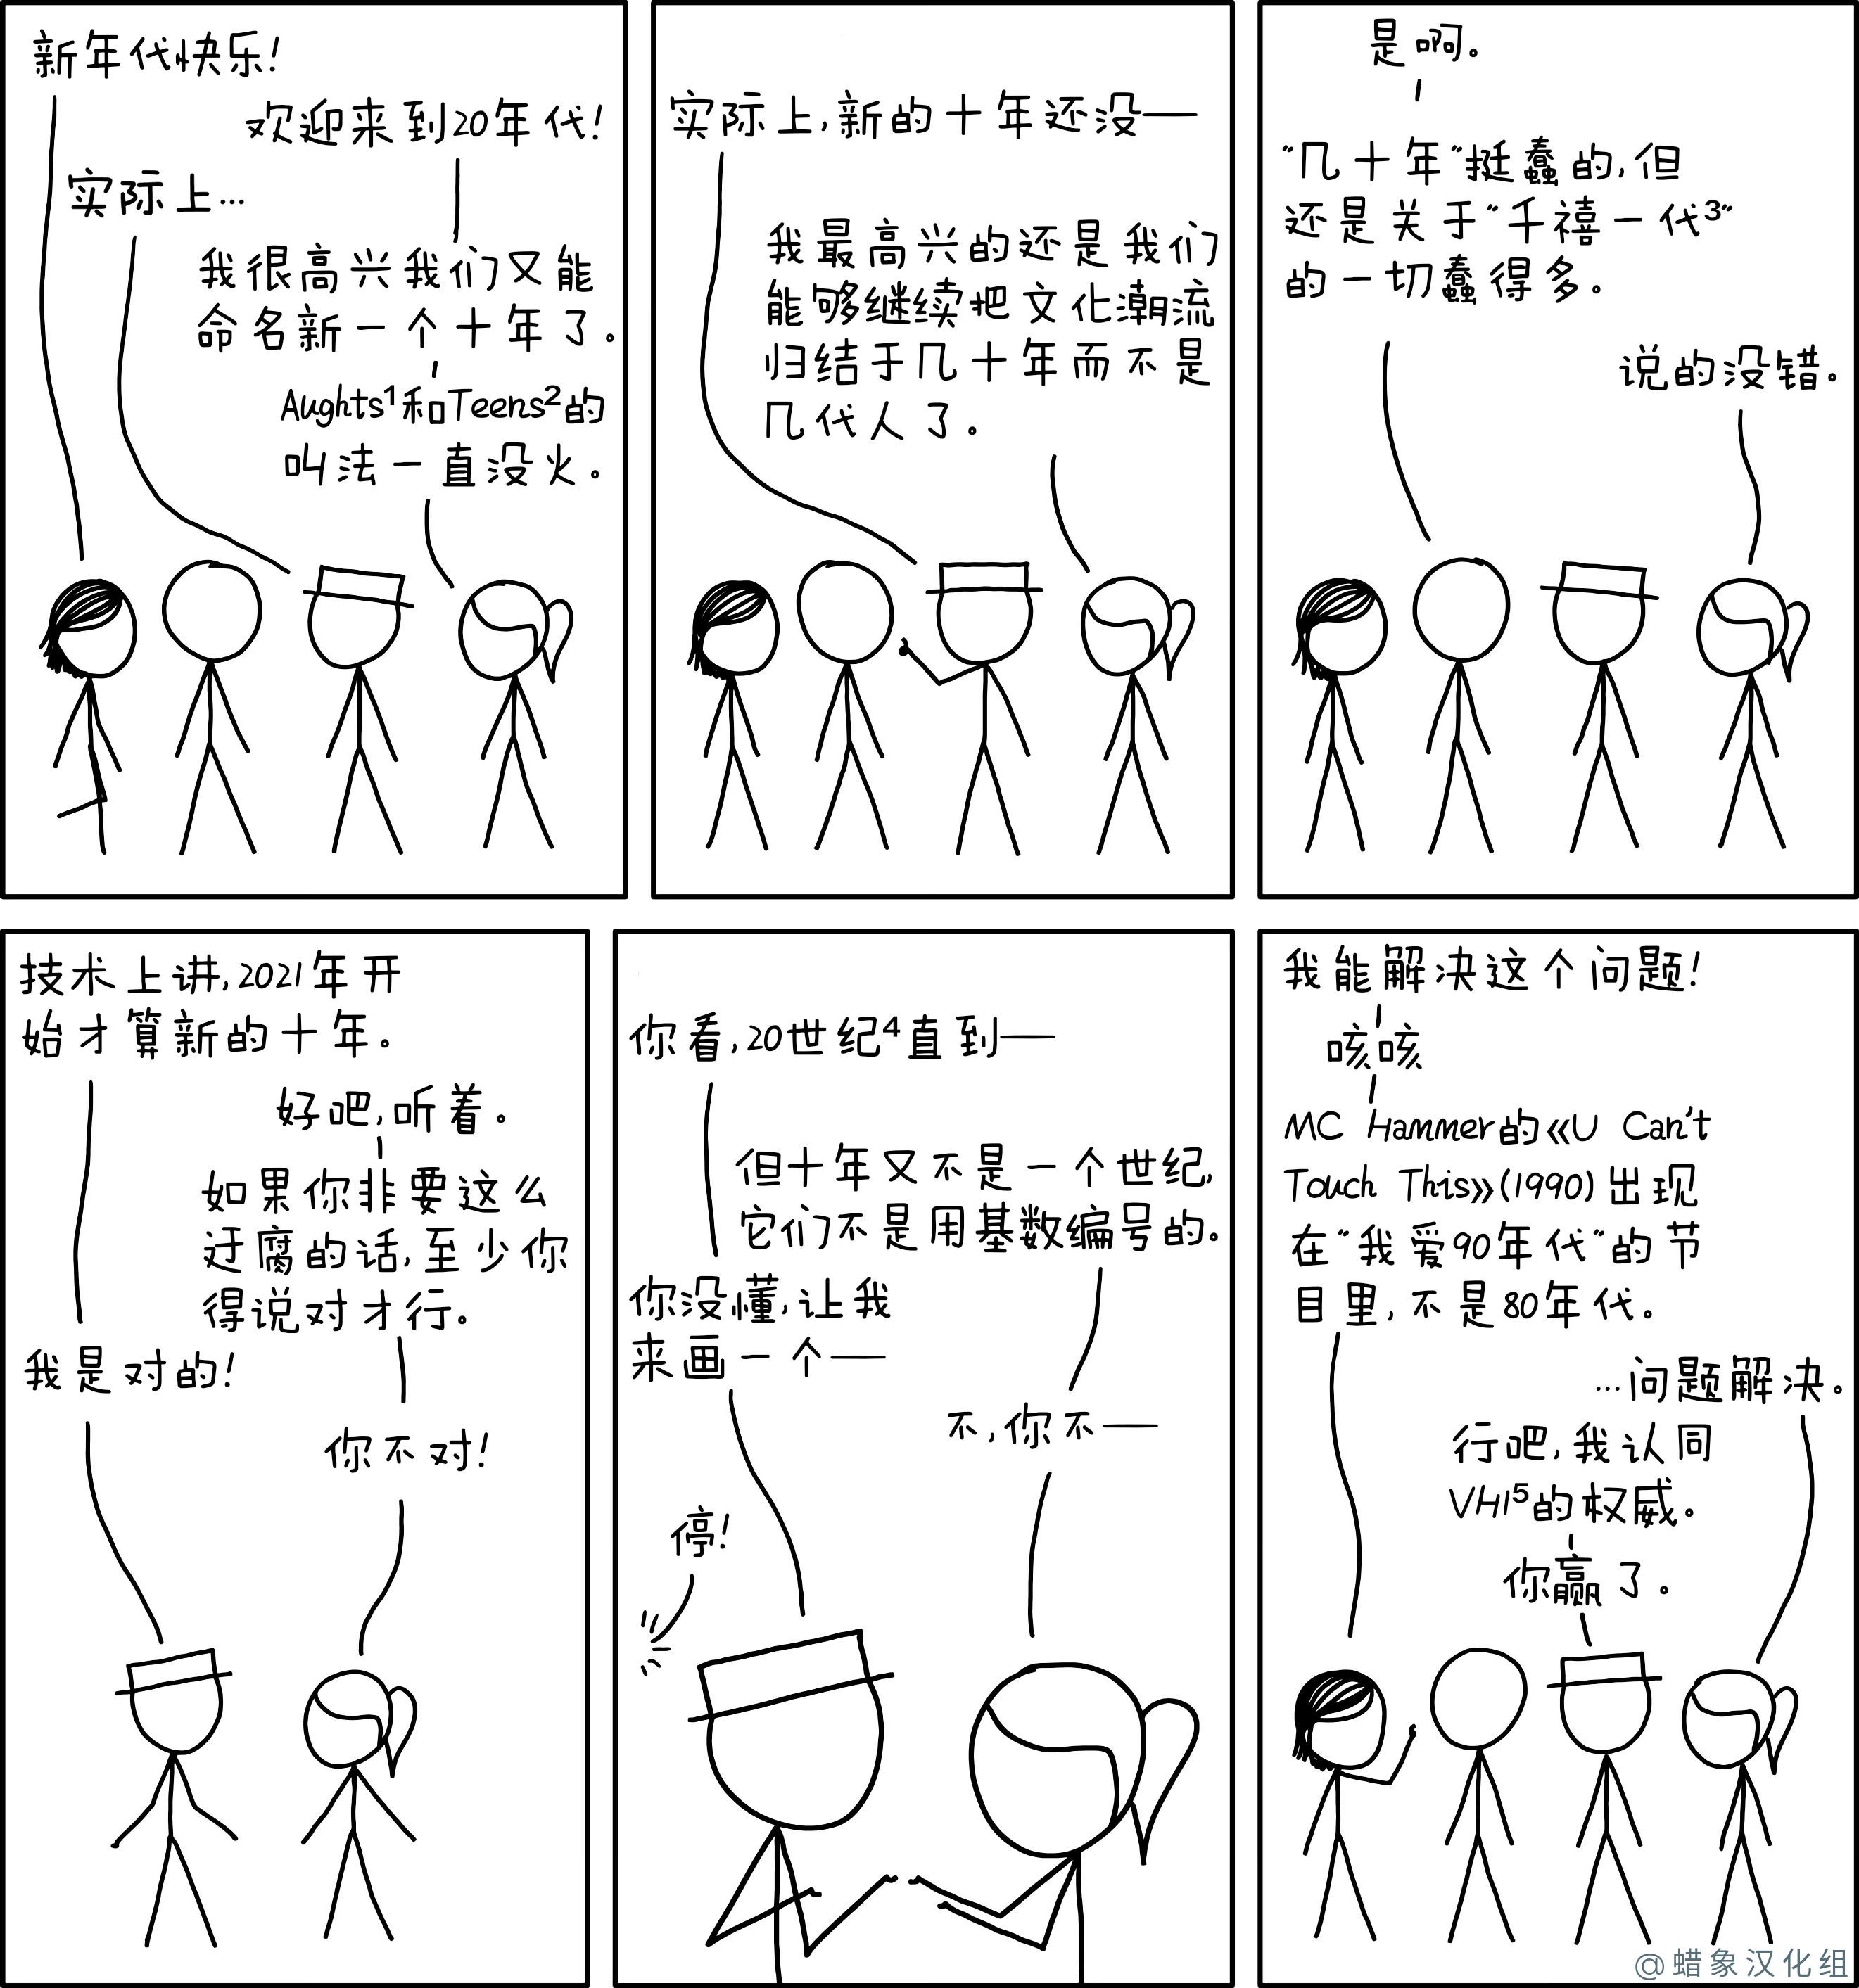 新年代快乐!
欢迎来到20年代!
实际上…
我很高兴我们又能
命名新一个十年了。
Aughts¹和Teens²的
叫法一直没火。
实际上,新的十年还没——
我最高兴的还是我们
能够继续把文化潮流
归结于几十年而不是
几代人了。
是啊。
“几十年”挺蠢的,但
还是关于“千禧一代³”
的一切蠢得多。
说的没错。
技术上讲,2021年开
始才算新的十年。
好吧,听着。
如果你非要这么
迂腐的话,至少你
得说对才行。
我是对的!
你不对!
你看,20世纪⁴直到——
但十年又不是一个世纪,
它们不是用基数编号的。
你没懂,让我
来画一个——
不,你不——
停!
我能解决这个问题!
咳咳
MC Hammer的《U Can't
Touch This》(1990)出现
在“我爱90年代”的节
目里,不是80年代。
…问题解决。
行吧,我认同
VH1⁵的权威。
你赢了。
@蜡象汉化组